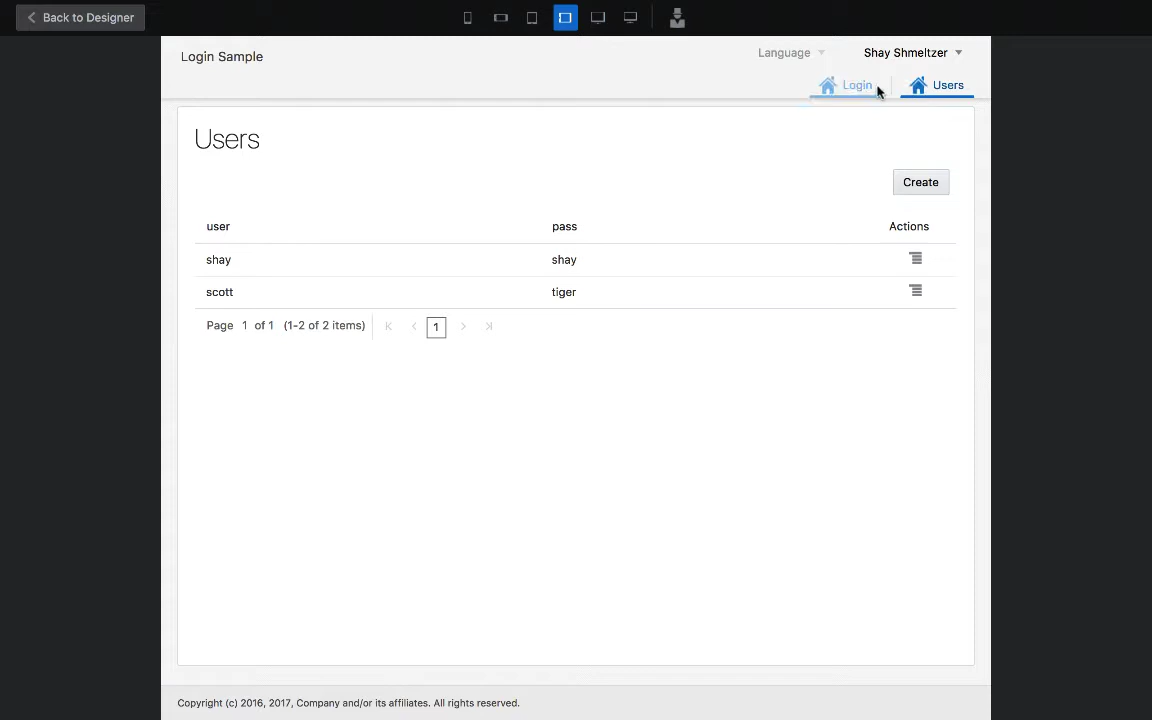 Back to Designer
Login Sample
Language
Shay Shmeltzer
Login
Users
Users
Create
user pass Actions
shay shay
scott tiger
Page 1 of 1 (1-2 of 2 items) 1
Copyright (c) 2016, 2017, Company and/or its affiliates. All rights reserved.